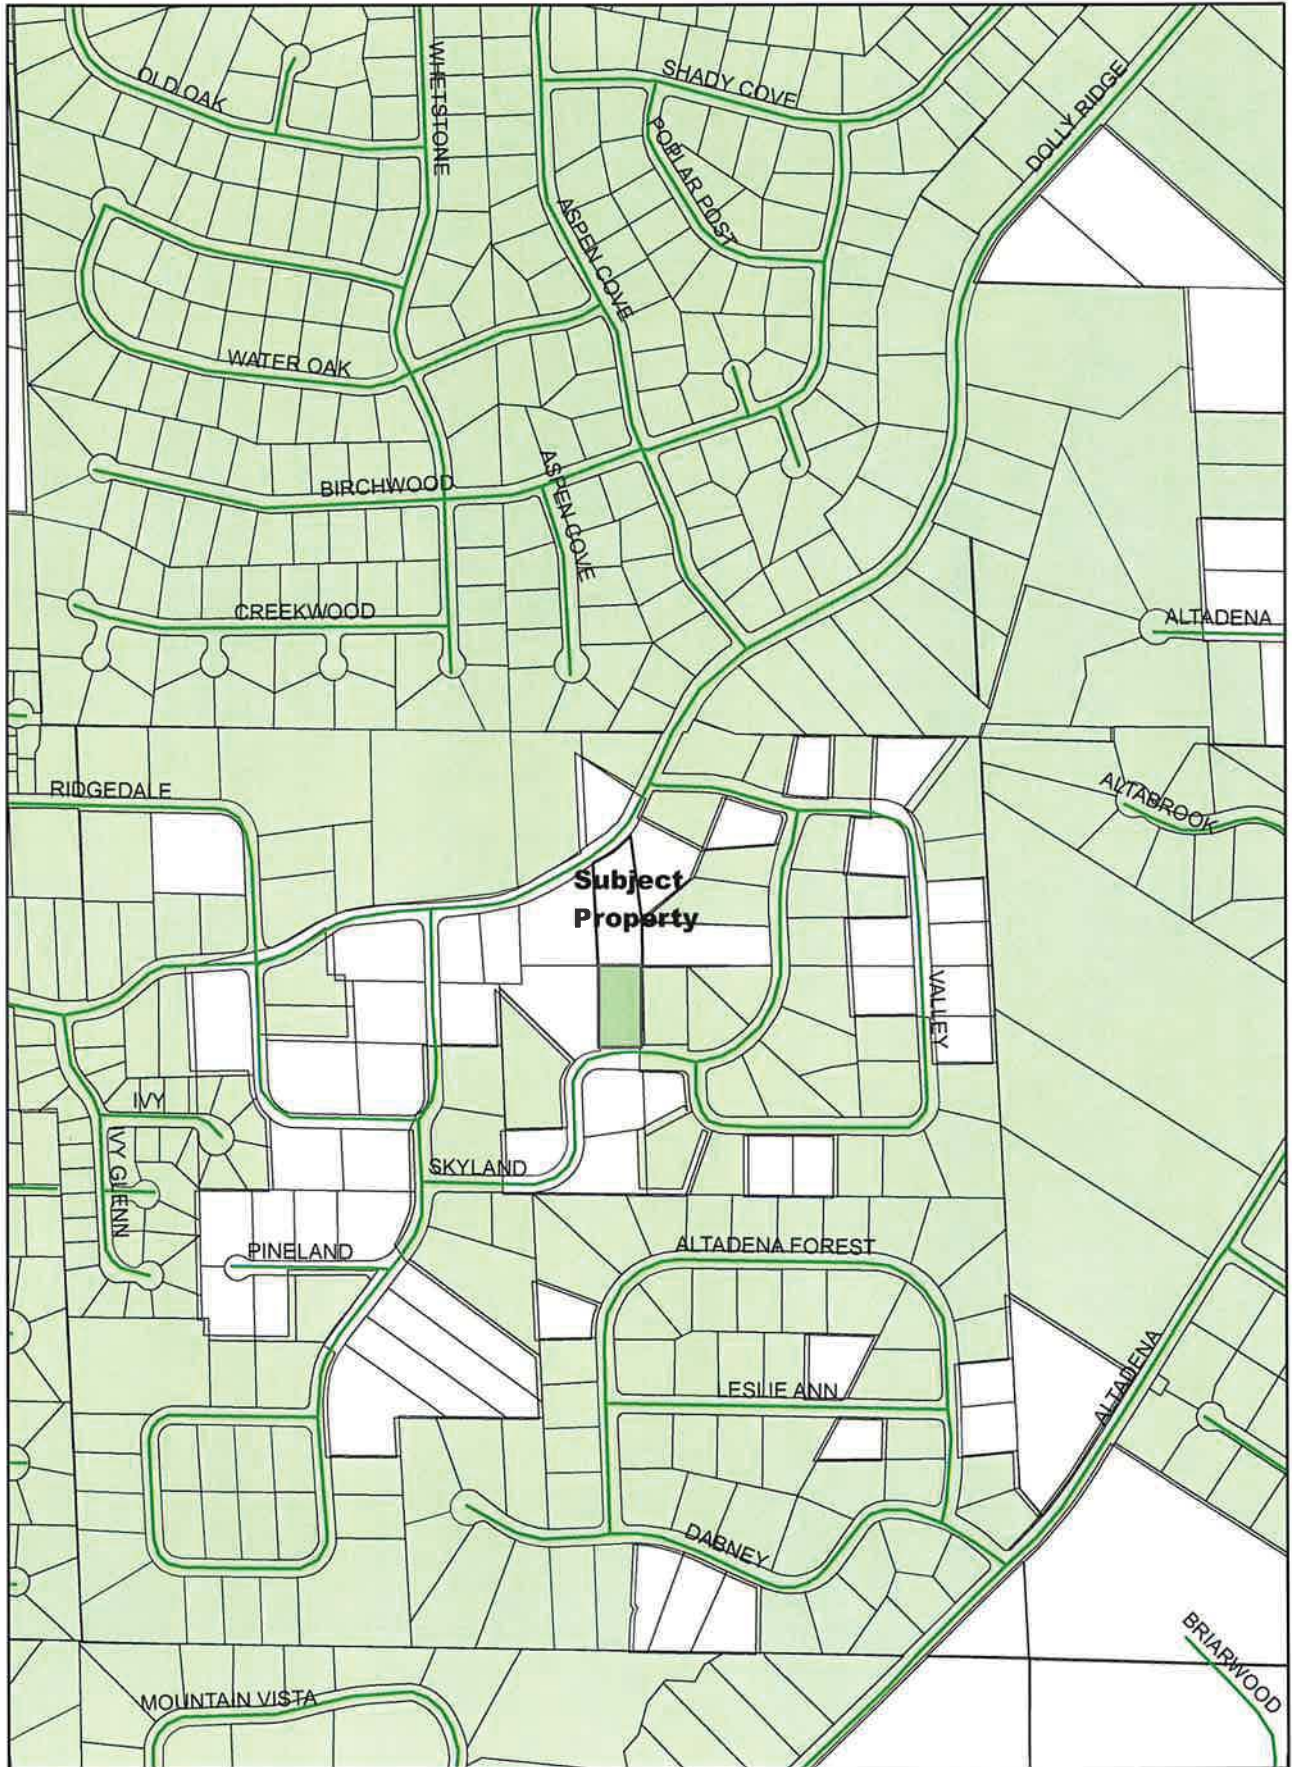 OLD OAK
WHETSTONE
SHADY COVE
DOLLY RIDGE
POPLAR POST
ASPEN COVE
WATER OAK
BIRCHWOOD
ASPEN COVE
CREEKWOOD
ALTADENA
RIDGEDALE
ALTABROOK
Subject
Property
VALLEY
IVY
IVY GLENN
SKYLAND
PINELAND
ALTADENA FOREST
ALTADENA
LESLIE ANN
DABNEY
BRIARWOOD
MOUNTAIN VISTA